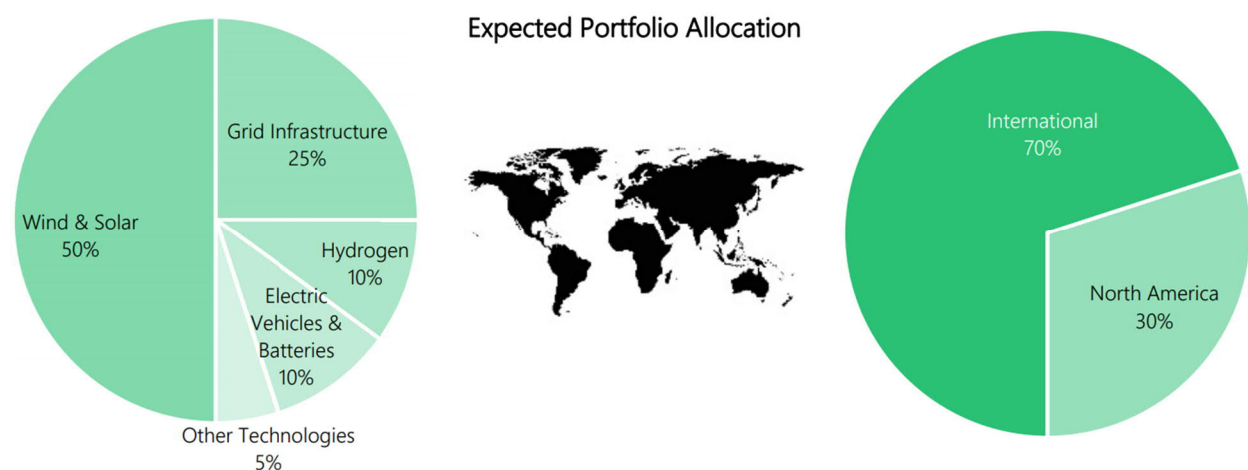 Expected Portfolio Allocation
Grid Infrastructure
25%
Wind & Solar
50%
Hydrogen
10%
Electric
Vehicles &
Batteries
10%
Other Technologies
5%
International
70%
North America
30%